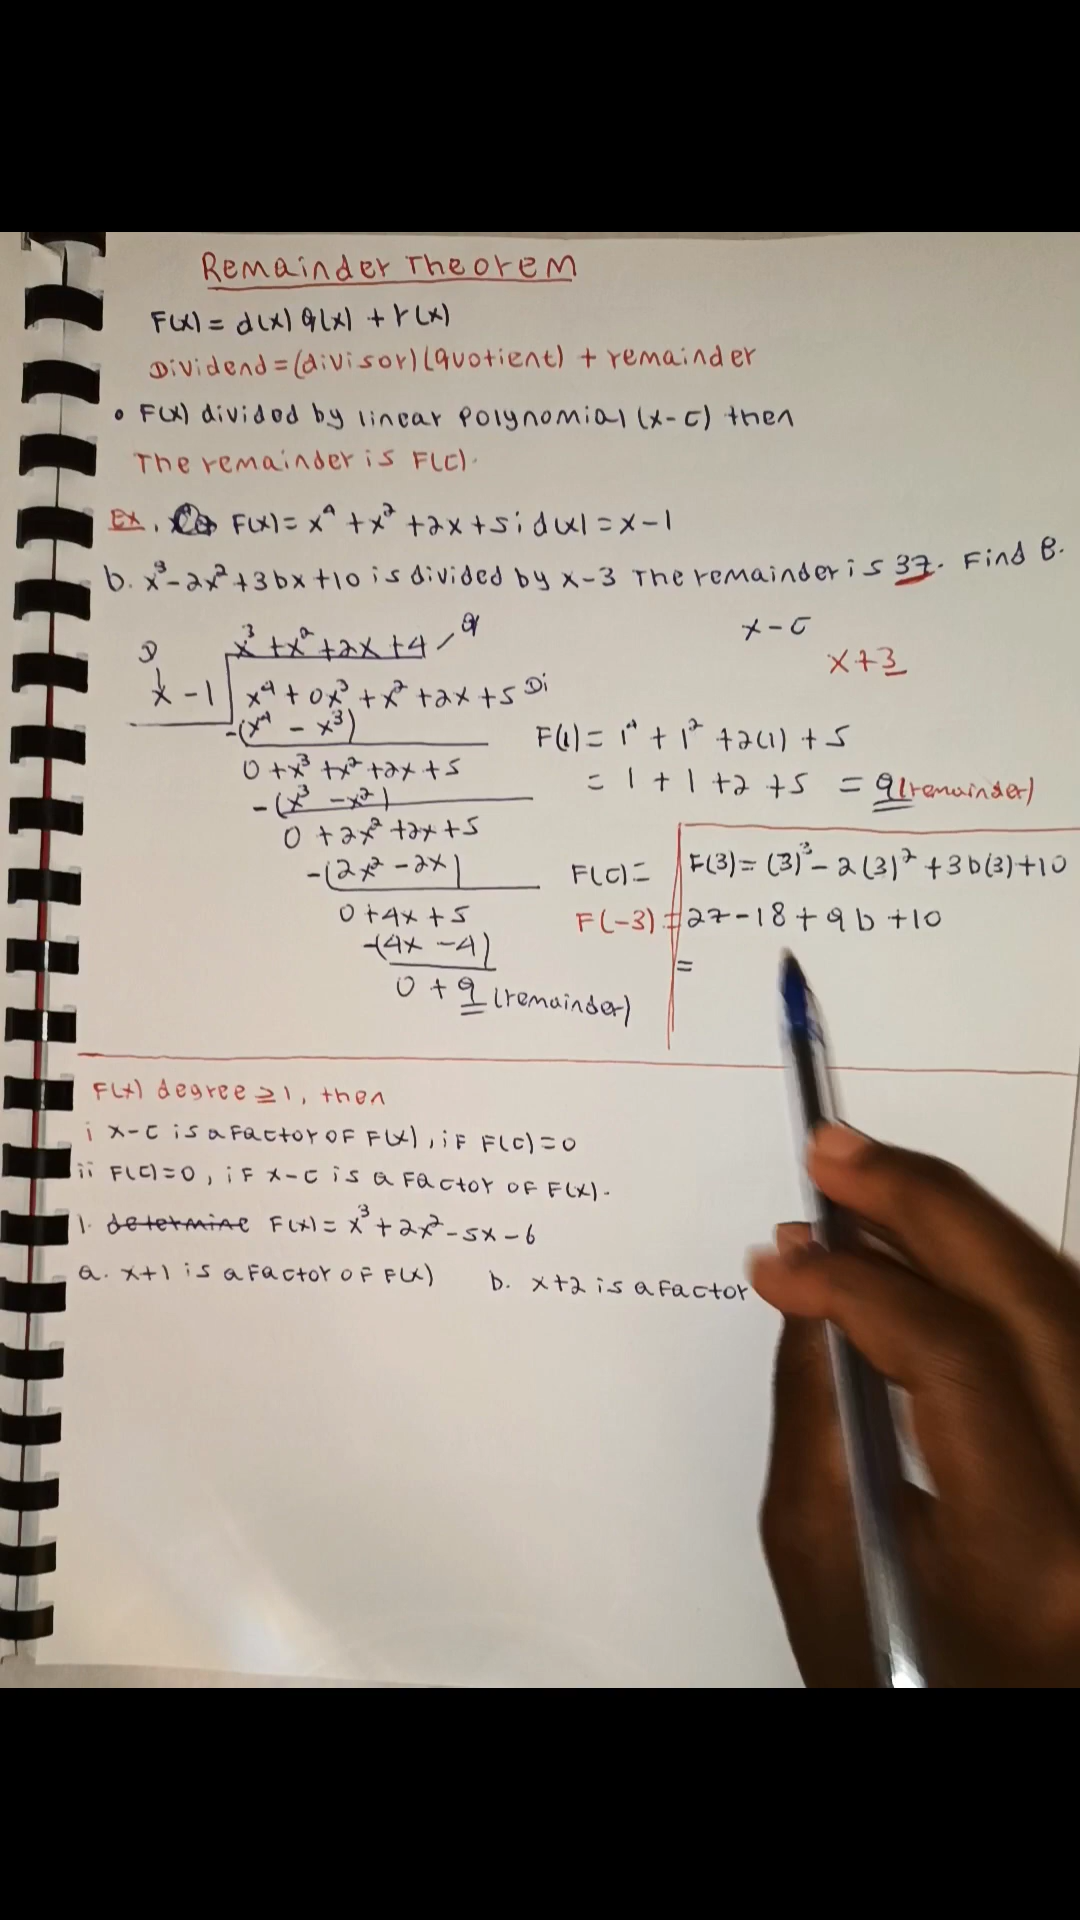 Remainder Theorem
F(x) = d(x) q(x) + r(x)
Dividend = (divisor) (quotient) + remainder
• F(x) divided by linear polynomial (x-c) then
The remainder is F(c).
Ex. F(x) = x⁴ + x² + 2x + 5 ; d(x) = x - 1
b. x³ - 2x² + 3bx + 10 is divided by x-3 The remainder is 37. Find B.
x - c
x + 3
x³ + x² + 2x + 4 q
D
x - 1 x⁴ + 0x³ + x² + 2x + 5 Di
-(x⁴ - x³)
0 + x³ + x² + 2x + 5
-(x³ - x²)
0 + 2x² + 2x + 5
-(2x² - 2x)
0 + 4x + 5
-(4x - 4)
0 + 9 (remainder)
F(1) = 1⁴ + 1² + 2(1) + 5
= 1 + 1 + 2 + 5 = 9 (remainder)
F(c) = F(3) = (3)³ - 2(3)² + 3b(3) + 10
F(-3) = 27 - 18 + 9b + 10
=
F(x) degree ≥ 1, then
i x-c is a factor of F(x), if F(c) = 0
ii F(c) = 0, if x-c is a factor of F(x).
1. determine F(x) = x³ + 2x² - 5x - 6
a. x+1 is a factor of F(x) b. x+2 is a factor